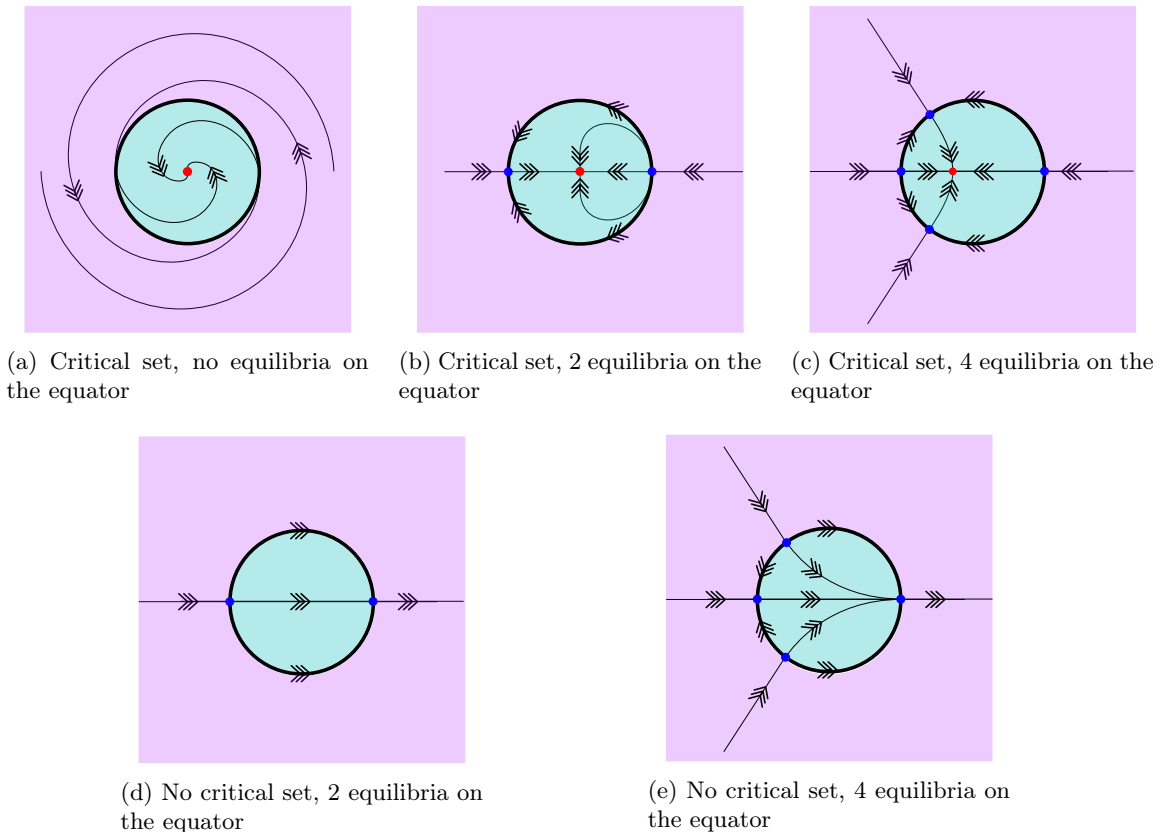 (a) Critical set, no equilibria on
the equator
(b) Critical set, 2 equilibria on the
equator
(c) Critical set, 4 equilibria on the
equator
(d) No critical set, 2 equilibria on
the equator
(e) No critical set, 4 equilibria on
the equator